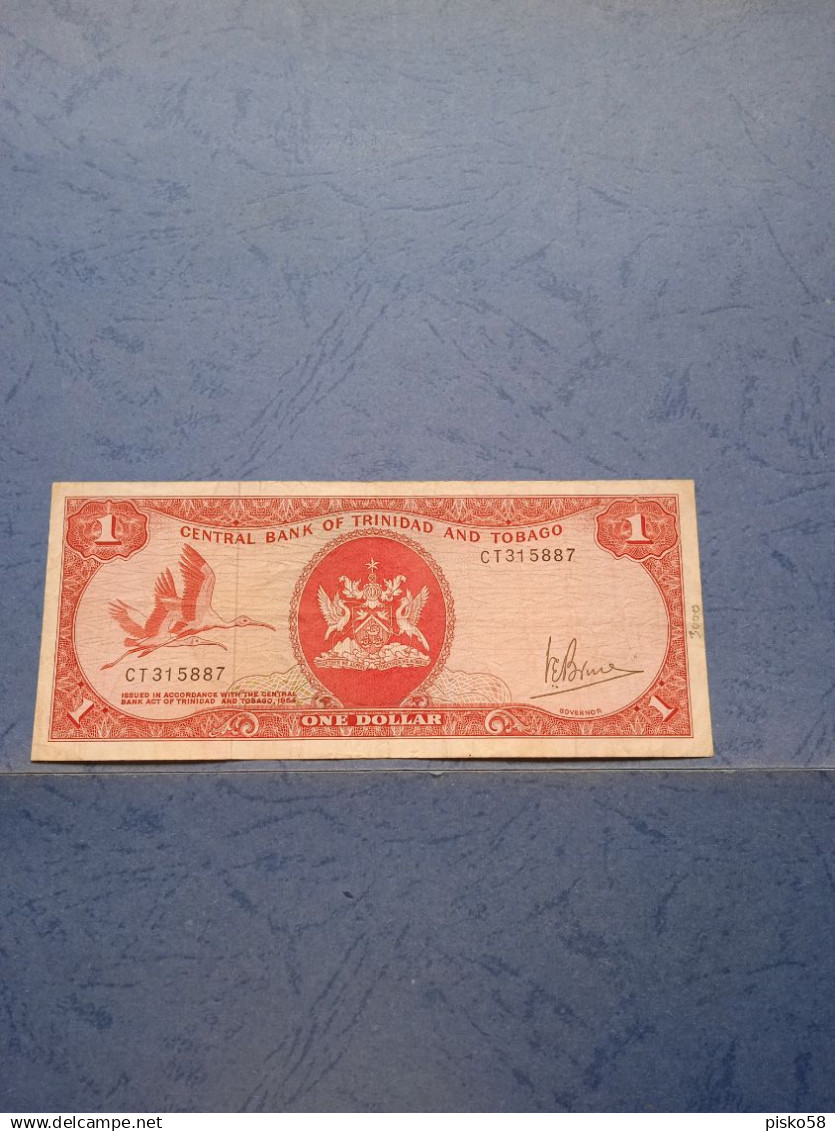 1
1
CENTRAL BANK OF TRINIDAD AND TOBAGO
CT315887
3000
CT315887
ISSUED IN ACCORDANCE WITH THE CENTRAL
BANK ACT OF TRINIDAD AND TOBAGO, 1964
GOVERNOR
1
ONE DOLLAR
1
delcampe.net
pisko58